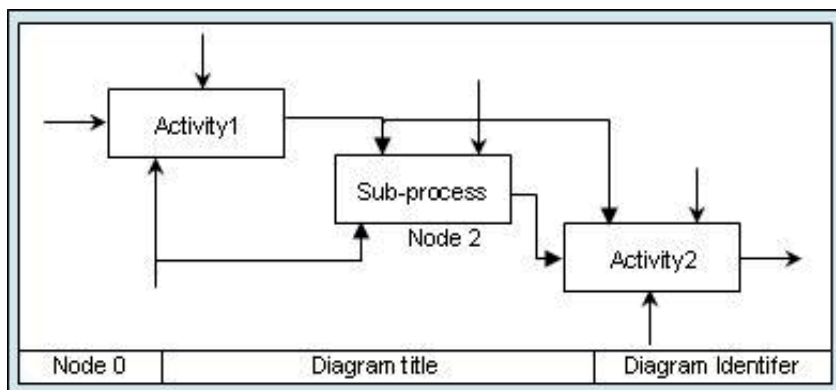 Activity1
Sub-process
Node 2
Activity2
Node 0
Diagram title
Diagram Identifer